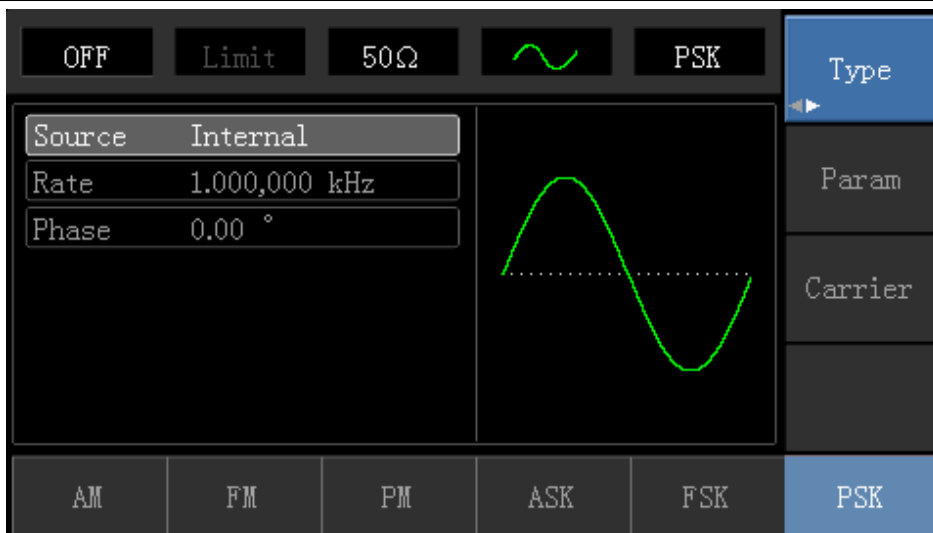 OFF Limit 50Ω PSK
Type
Source Internal
Rate 1.000,000 kHz
Phase 0.00 °
Param
Carrier
AM FM PM ASK FSK PSK